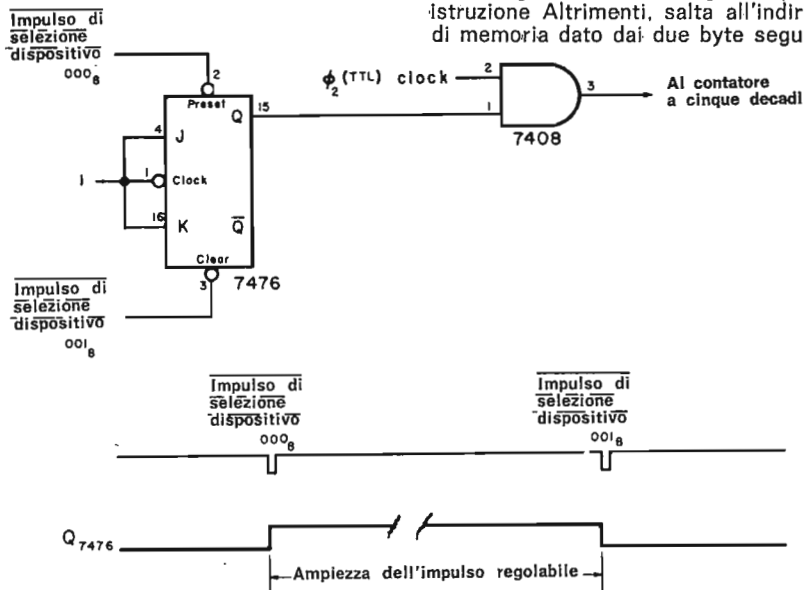 Istruzione Altrimenti, salta all'indir
di memoria dato dai due byte segu
Impulso di
selezione
dispositivo
000₈
2
Preset
Q
15
4
J
1
Clock
1
16
K
Q̅
Clear
3
7476
ϕ₂ (TTL) clock
2
1
3
7408
Al contatore
a cinque decadi
Impulso di
selezione
dispositivo
001₈
Impulso di
selezione
dispositivo
000₈
Impulso di
selezione
dispositivo
001₈
Q 7476
Ampiezza dell'impulso regolabile